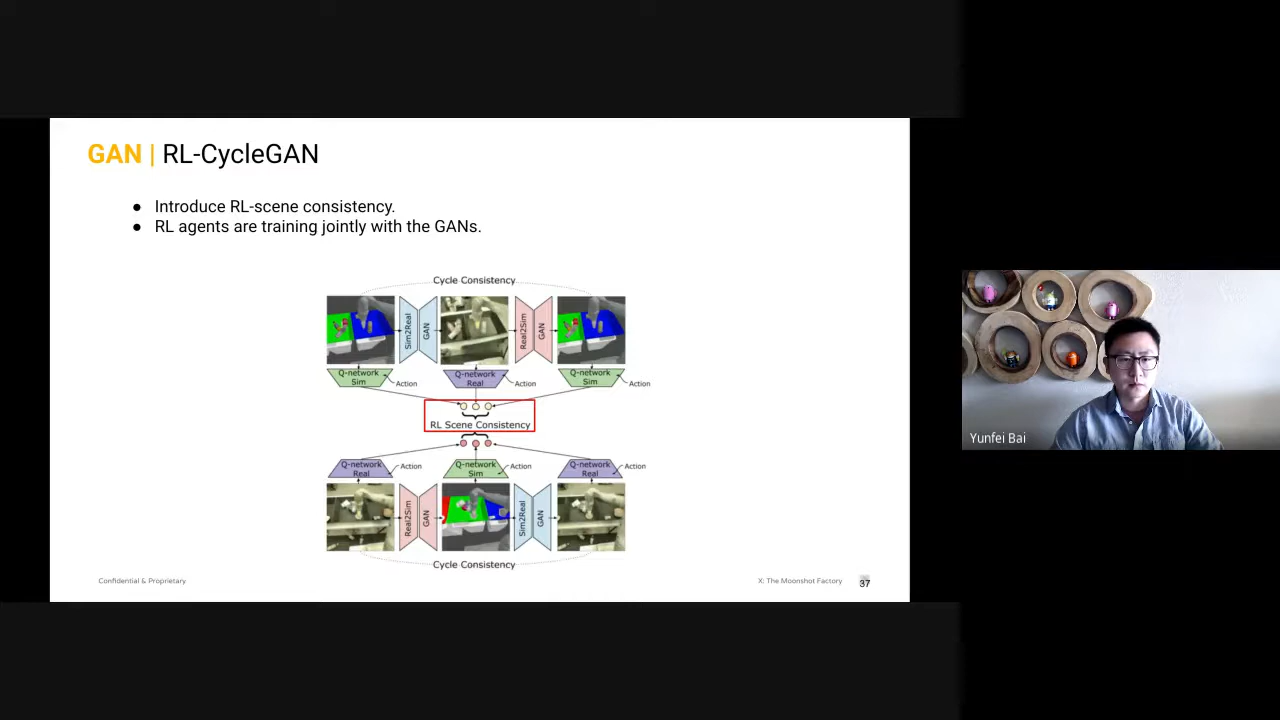 GAN | RL-CycleGAN
● Introduce RL-scene consistency.
● RL agents are training jointly with the GANs.
Cycle Consistency
Sim2Real
GAN
Real2Sim
GAN
Q-network Sim
Action
Q-network Real
Action
Q-network Sim
Action
RL Scene Consistency
Q-network Real
Action
Q-network Sim
Action
Q-network Real
Action
Real2Sim
GAN
Sim2Real
GAN
Cycle Consistency
Confidential & Proprietary
X: The Moonshot Factory
37
Yunfei Bai